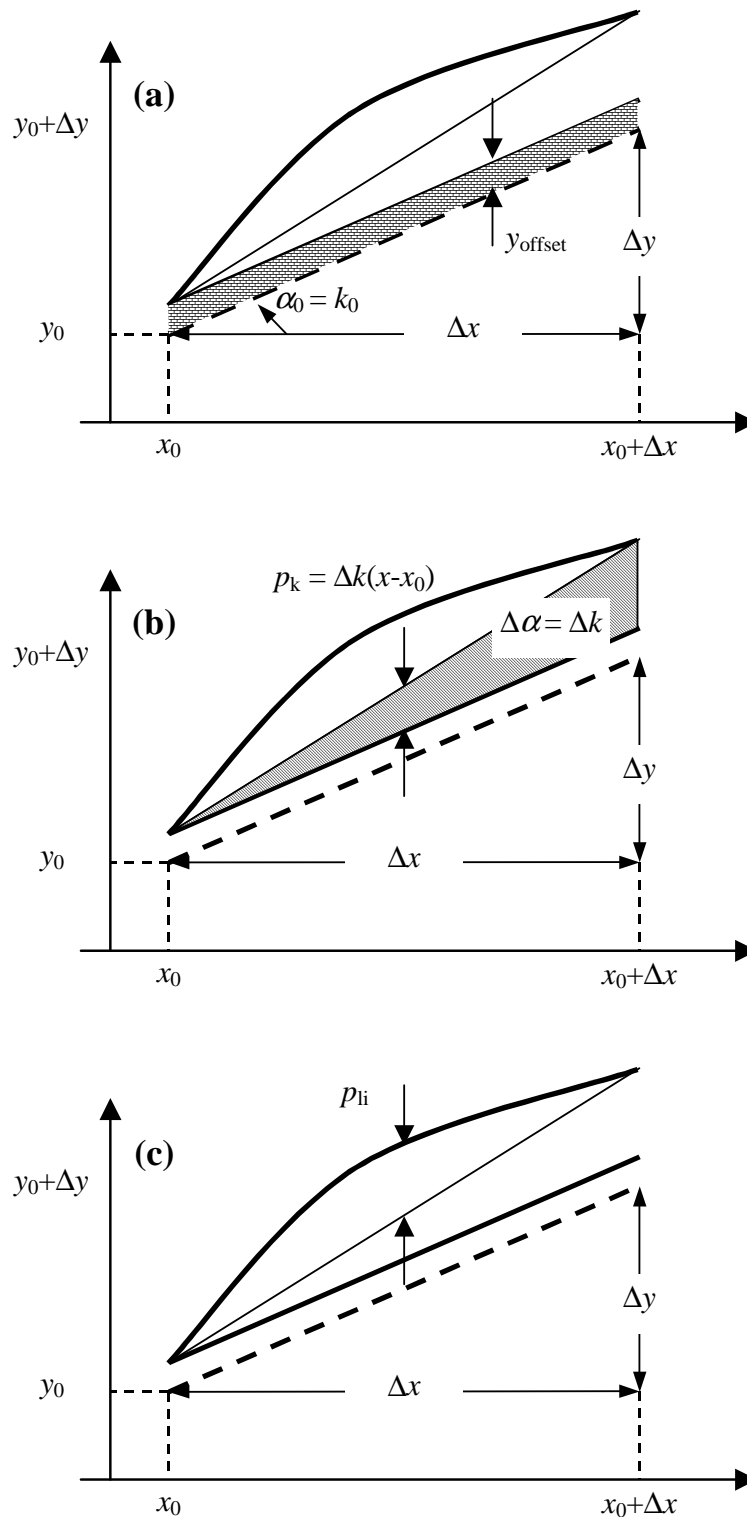 (a)
y0+Δy
yoffset
Δy
α0 = k0
y0
Δx
x0
x0+Δx
pk = Δk(x-x0)
(b)
Δα = Δk
y0+Δy
Δy
y0
Δx
x0
x0+Δx
pli
(c)
y0+Δy
Δy
y0
Δx
x0
x0+Δx